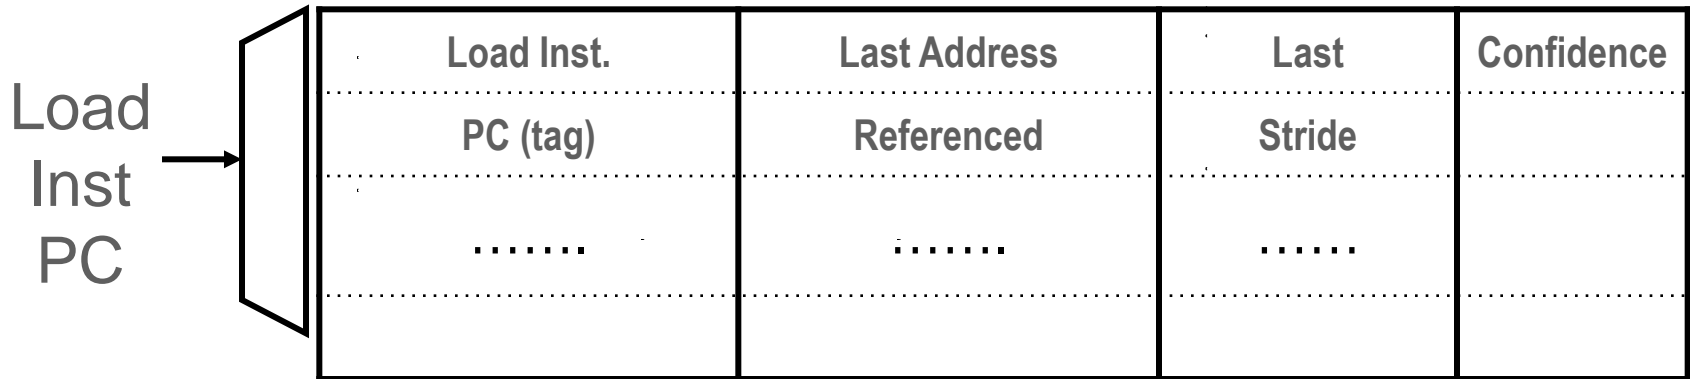 Load
Inst
PC
Load Inst. Last Address Last Confidence
PC (tag) Referenced Stride
....... ....... ......